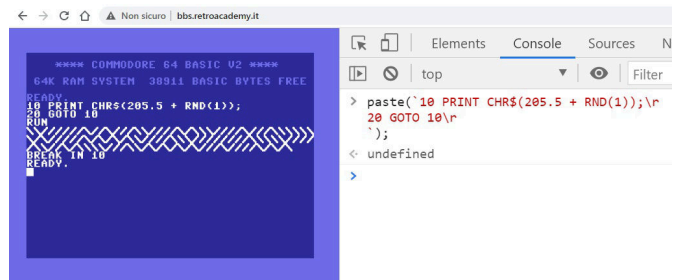 Non sicuro | bbs.retroacademy.it
**** COMMODORE 64 BASIC V2 ****
64K RAM SYSTEM 38911 BASIC BYTES FREE
READY.
10 PRINT CHR$(205.5 + RND(1));
20 GOTO 10
RUN
BREAK IN 10
READY.
Elements Console Sources N
top Filter
> paste(`10 PRINT CHR$(205.5 + RND(1));\r
20 GOTO 10\r
`);
undefined
>